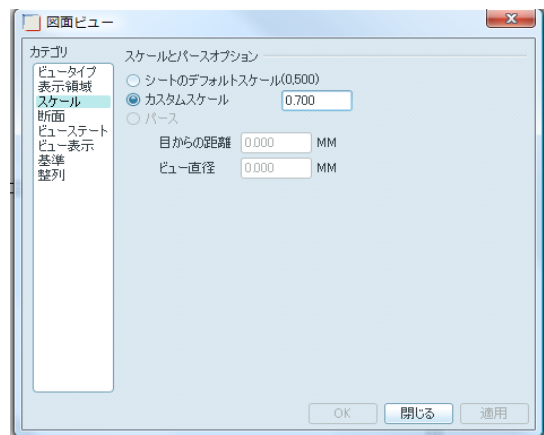 図面ビュー
カテゴリ
ビュータイプ
表示領域
スケール
断面
ビューステート
ビュー表示
基準
整列
スケールとパースオプション
シートのデフォルトスケール(0,500)
カスタムスケール 0.700
パース
目からの距離 0.000 MM
ビュー直径 0.000 MM
OK 閉じる 適用